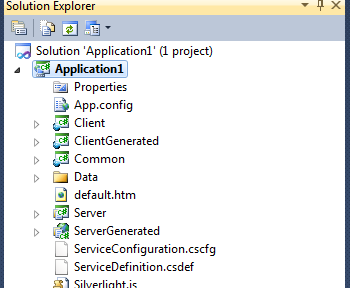 Solution Explorer
Solution 'Application1' (1 project)
Application1
Properties
App.config
Client
ClientGenerated
Common
Data
default.htm
Server
ServerGenerated
ServiceConfiguration.cscfg
ServiceDefinition.csdef
Silverlight.js